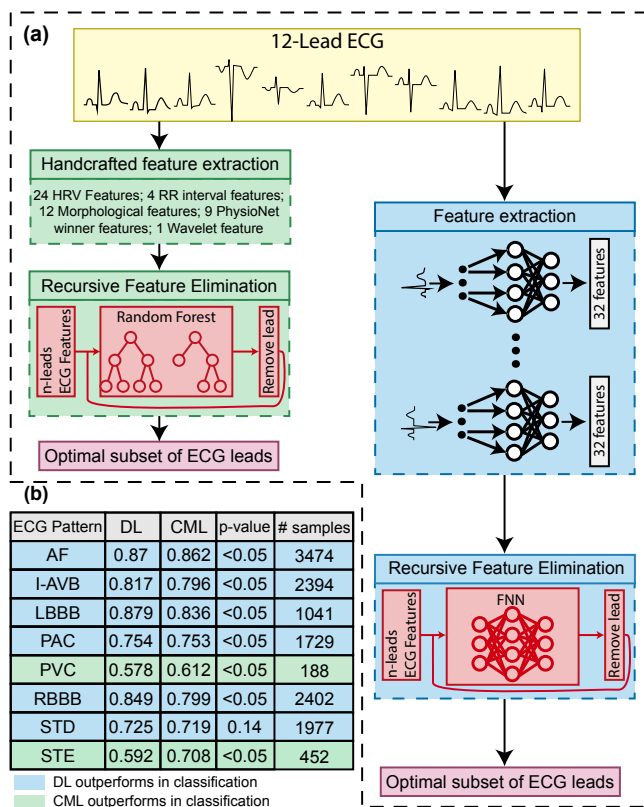 (a)
12-Lead ECG
Handcrafted feature extraction
24 HRV Features; 4 RR interval features;
12 Morphological features; 9 PhysioNet
winner features; 1 Wavelet feature
Recursive Feature Elimination
n-leads
ECG Features
Random Forest
Remove lead
Optimal subset of ECG leads
Feature extraction
32 features
32 features
Recursive Feature Elimination
n-leads
ECG Features
FNN
Remove lead
Optimal subset of ECG leads
(b)
ECG Pattern DL CML p-value # samples
AF 0.87 0.862 <0.05 3474
I-AVB 0.817 0.796 <0.05 2394
LBBB 0.879 0.836 <0.05 1041
PAC 0.754 0.753 <0.05 1729
PVC 0.578 0.612 <0.05 188
RBBB 0.849 0.799 <0.05 2402
STD 0.725 0.719 0.14 1977
STE 0.592 0.708 <0.05 452
DL outperforms in classification
CML outperforms in classification